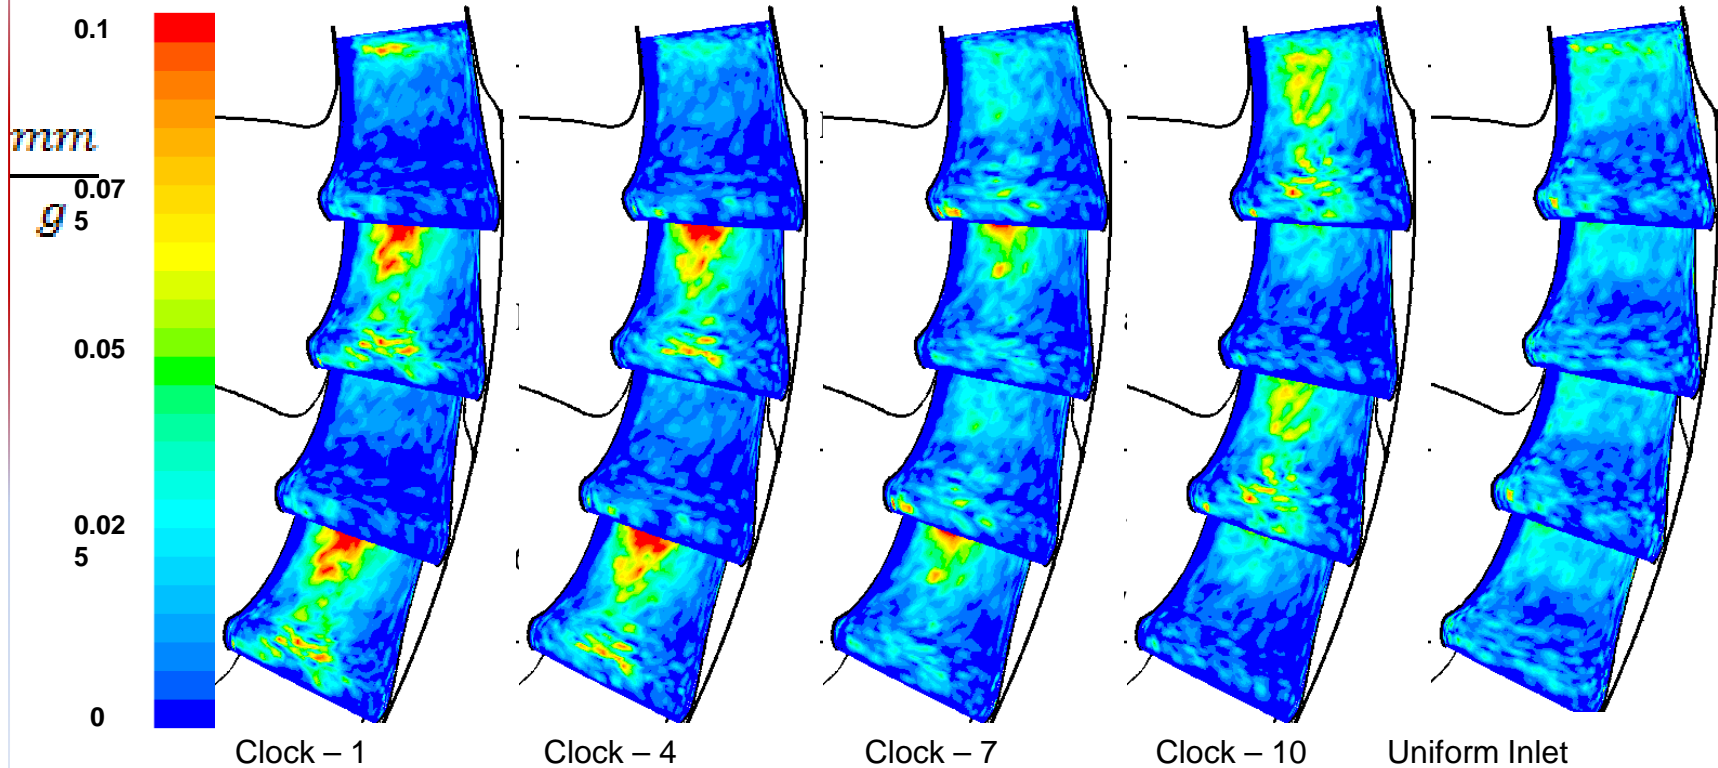 0.1
mm
g
0.07
5
0.05
0.02
5
0
Clock – 1
Clock – 4
Clock – 7
Clock – 10
Uniform Inlet